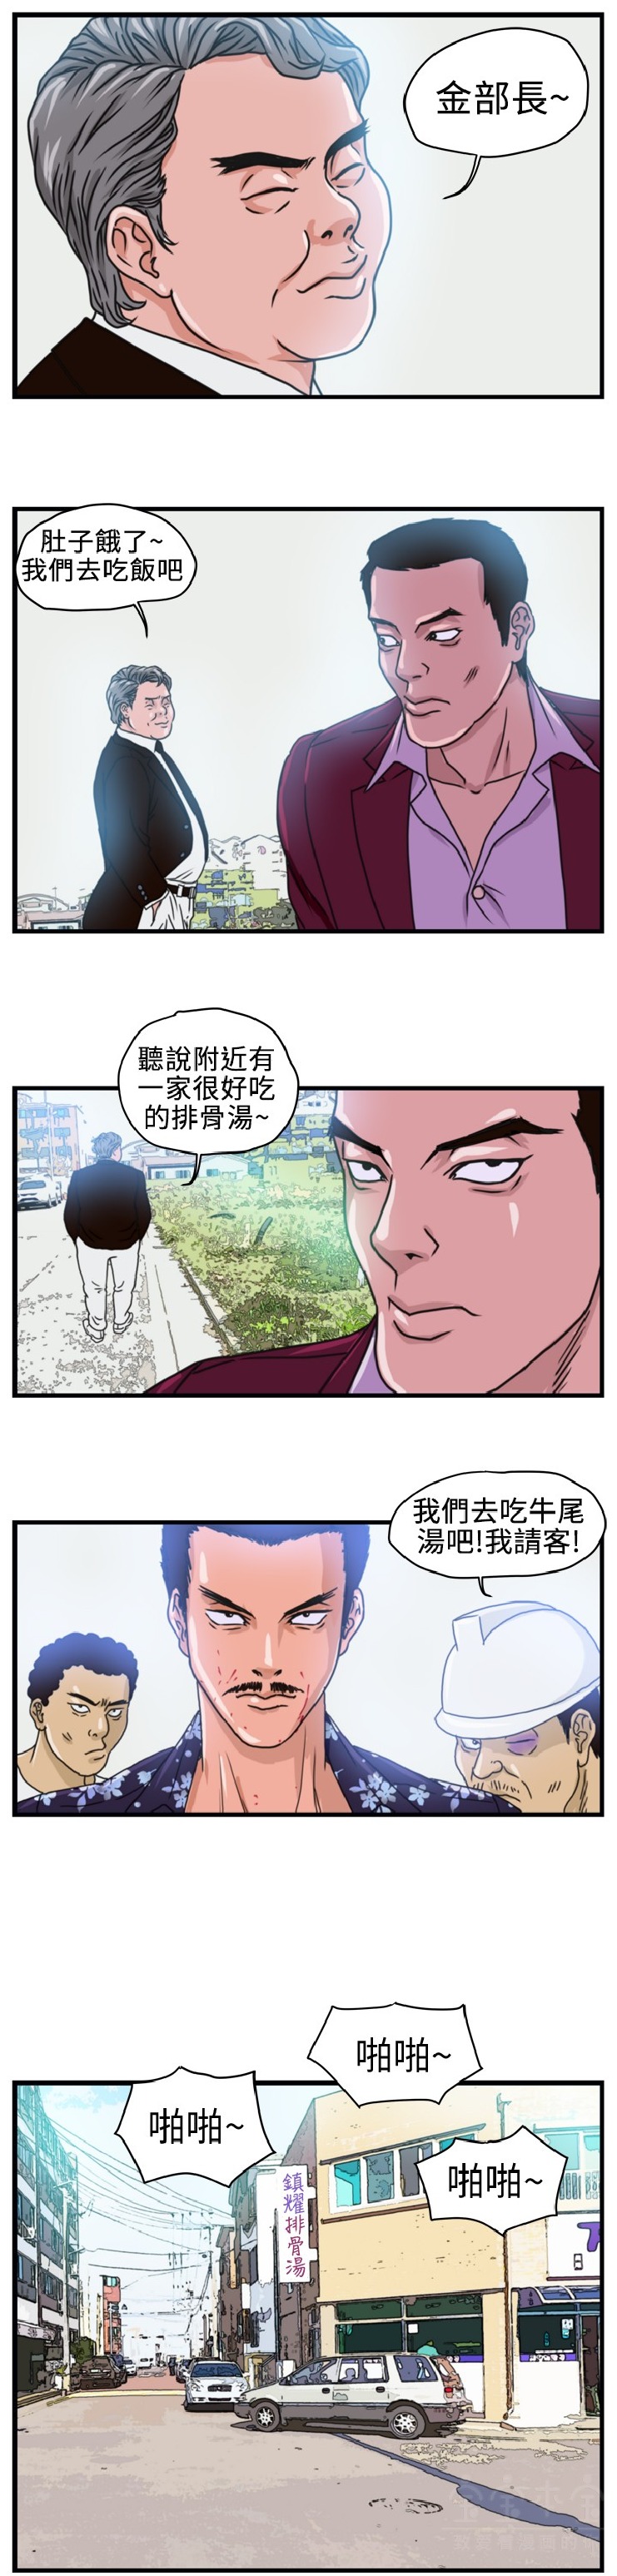 金部長~
肚子餓了~
我們去吃飯吧
聽說附近有
一家很好吃
的排骨湯~
我們去吃牛尾
湯吧!我請客!
啪啪~
啪啪~
啪啪~
鎮耀排骨湯